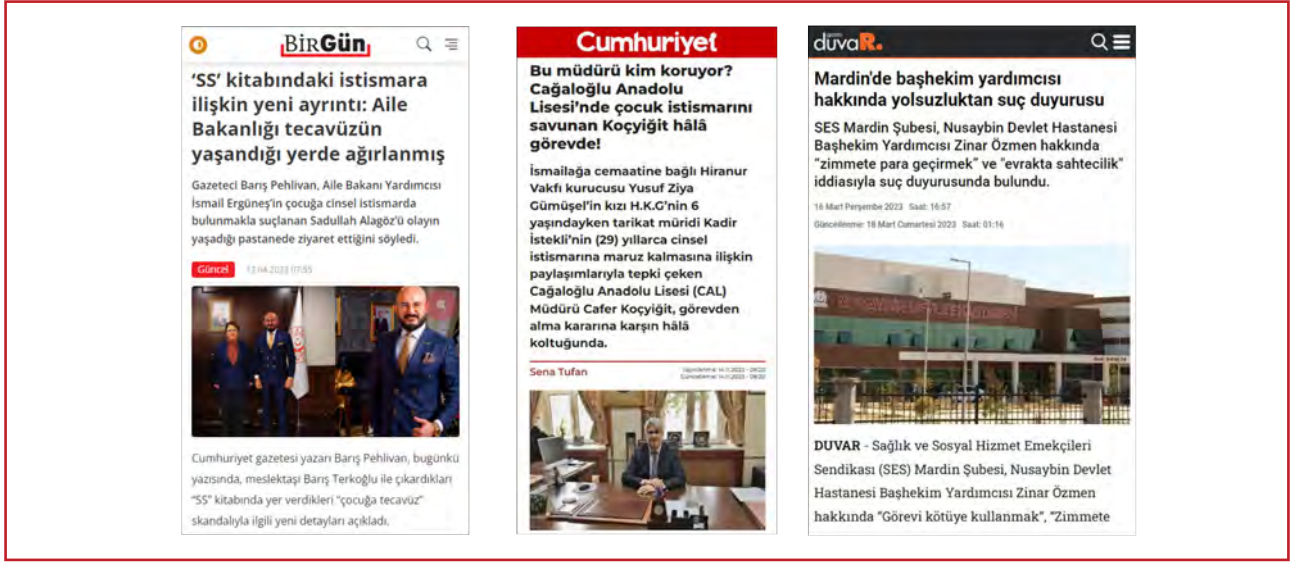 BirGün
‘SS’ kitabındaki istismara
ilişkin yeni ayrıntı: Aile
Bakanlığı tecavüzün
yaşandığı yerde ağırlanmış
Gazeteci Barış Pehlivan, Aile Bakanı Yardımcısı
İsmail Ergüneş’in çocuğa cinsel istismarda
bulunmakla suçlanan Sadullah Alagöz’ü olayın
yaşadığı pastanede ziyaret ettiğini söyledi.
Güncel
Cumhuriyet gazetesi yazarı Barış Pehlivan, bugünkü
yazısında, meslektaşı Barış Terkoğlu ile çıkardıkları
“SS” kitabında yer verdikleri “çocuğa tecavüz”
skandalıyla ilgili yeni detayları açıkladı.
Cumhuriyet
Bu müdürü kim koruyor?
Cağaloğlu Anadolu
Lisesi’nde çocuk istismarını
savunan Koçyiğit hâlâ
görevde!
İsmailağa cemaatine bağlı Hiranur
Vakfı kurucusu Yusuf Ziya
Gümüşel’in kızı H.K.G’nin 6
yaşındayken tarikat müridi Kadir
İstekli’nin (29) yıllarca cinsel
istismarına maruz kalmasına ilişkin
paylaşımlarıyla tepki çeken
Cağaloğlu Anadolu Lisesi (CAL)
Müdürü Cafer Koçyiğit, görevden
alma kararına karşın hâlâ
koltuğunda.
Sena Tufan
gazete
duvaR.
Mardin'de başhekim yardımcısı
hakkında yolsuzluktan suç duyurusu
SES Mardin Şubesi, Nusaybin Devlet Hastanesi
Başhekim Yardımcısı Zinar Özmen hakkında
“zimmete para geçirmek” ve "evrakta sahtecilik"
iddiasıyla suç duyurusunda bulundu.
16 Mart Perşembe 2023 Saat: 16:57
Güncellenme: 18 Mart Cumartesi 2023 Saat: 01:16
DUVAR - Sağlık ve Sosyal Hizmet Emekçileri
Sendikası (SES) Mardin Şubesi, Nusaybin Devlet
Hastanesi Başhekim Yardımcısı Zinar Özmen
hakkında “Görevi kötüye kullanmak”, “Zimmete